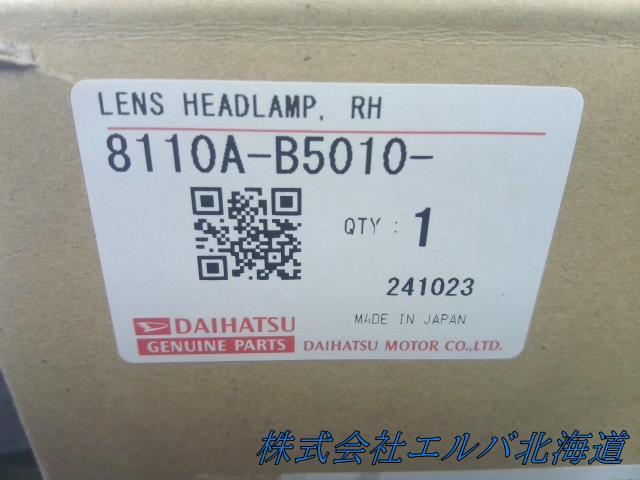 LENS HEADLAMP, RH
8110A-B5010-
QTY : 1
241023
MADE IN JAPAN
DAIHATSU
GENUINE PARTS
DAIHATSU MOTOR CO.,LTD.
株式会社エルバ北海道